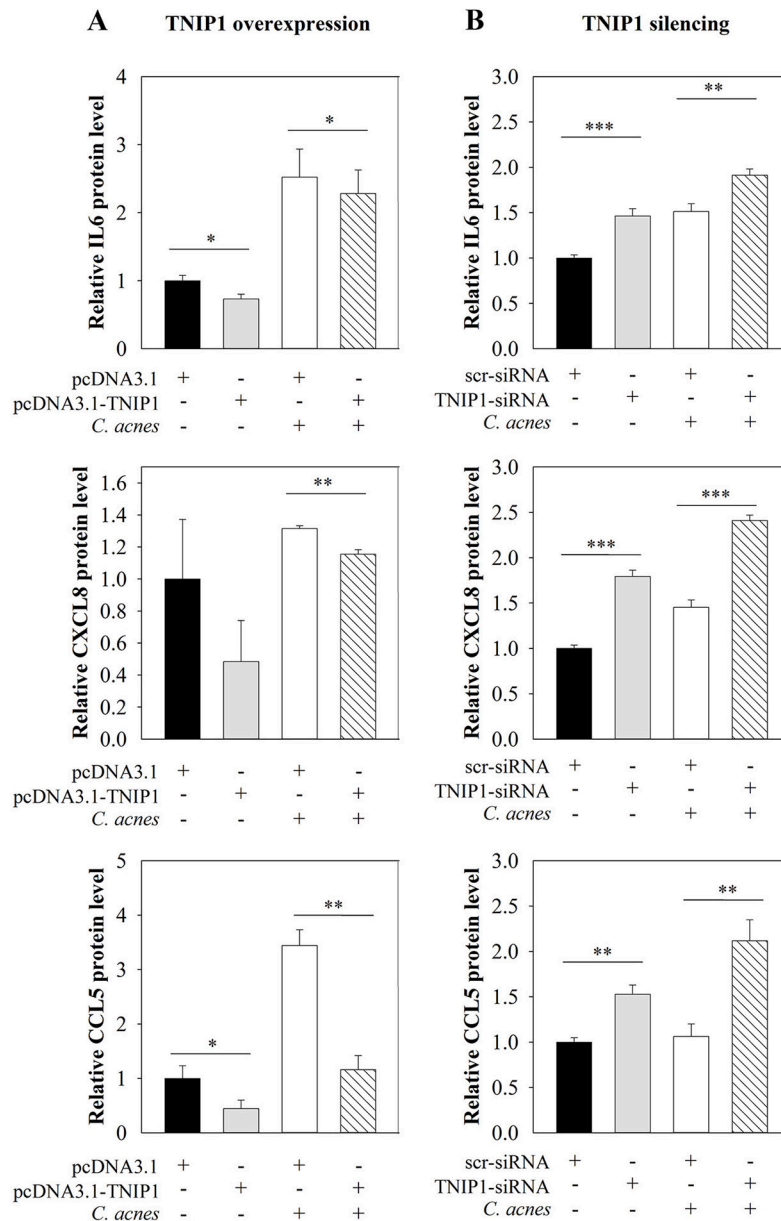 A TNIP1 overexpression
B TNIP1 silencing
Relative IL6 protein level
4
3
2
1
0
*
*
pcDNA3.1 + - + -
pcDNA3.1-TNIP1 - + - +
C. acnes - - + +
Relative IL6 protein level
3.0
2.5
2.0
1.5
1.0
0.5
0.0
***
**
scr-siRNA + - + -
TNIP1-siRNA - + - +
C. acnes - - + +
Relative CXCL8 protein level
1.6
1.4
1.2
1.0
0.8
0.6
0.4
0.2
0.0
**
pcDNA3.1 + - + -
pcDNA3.1-TNIP1 - + - +
C. acnes - - + +
Relative CXCL8 protein level
3.0
2.5
2.0
1.5
1.0
0.5
0.0
***
***
scr-siRNA + - + -
TNIP1-siRNA - + - +
C. acnes - - + +
Relative CCL5 protein level
5
4
3
2
1
0
*
**
pcDNA3.1 + - + -
pcDNA3.1-TNIP1 - + - +
C. acnes - - + +
Relative CCL5 protein level
3.0
2.5
2.0
1.5
1.0
0.5
0.0
**
**
scr-siRNA + - + -
TNIP1-siRNA - + - +
C. acnes - - + +